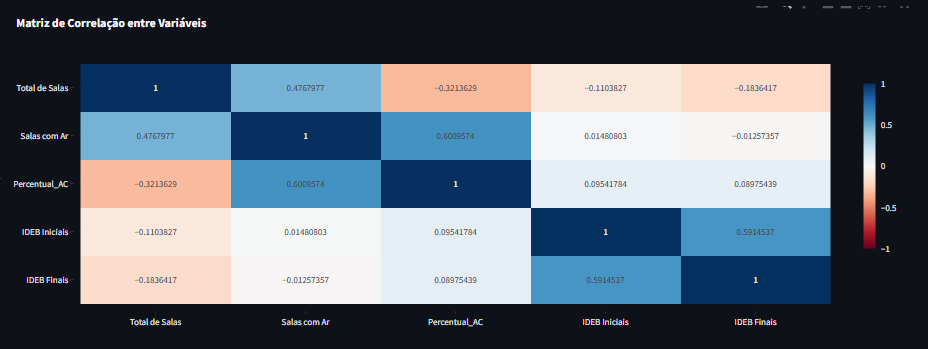 Matriz de Correlação entre Variáveis
Total de Salas 1 0.4767977 −0.3213629 −0.1103827 −0.1836417
Salas com Ar 0.4767977 1 0.6009574 0.01480803 −0.01257357
Percentual_AC −0.3213629 0.6009574 1 0.09541784 0.08975439
IDEB Iniciais −0.1103827 0.01480803 0.09541784 1 0.5914537
IDEB Finais −0.1836417 −0.01257357 0.08975439 0.5914537 1
Total de Salas Salas com Ar Percentual_AC IDEB Iniciais IDEB Finais
1
0.5
0
−0.5
−1